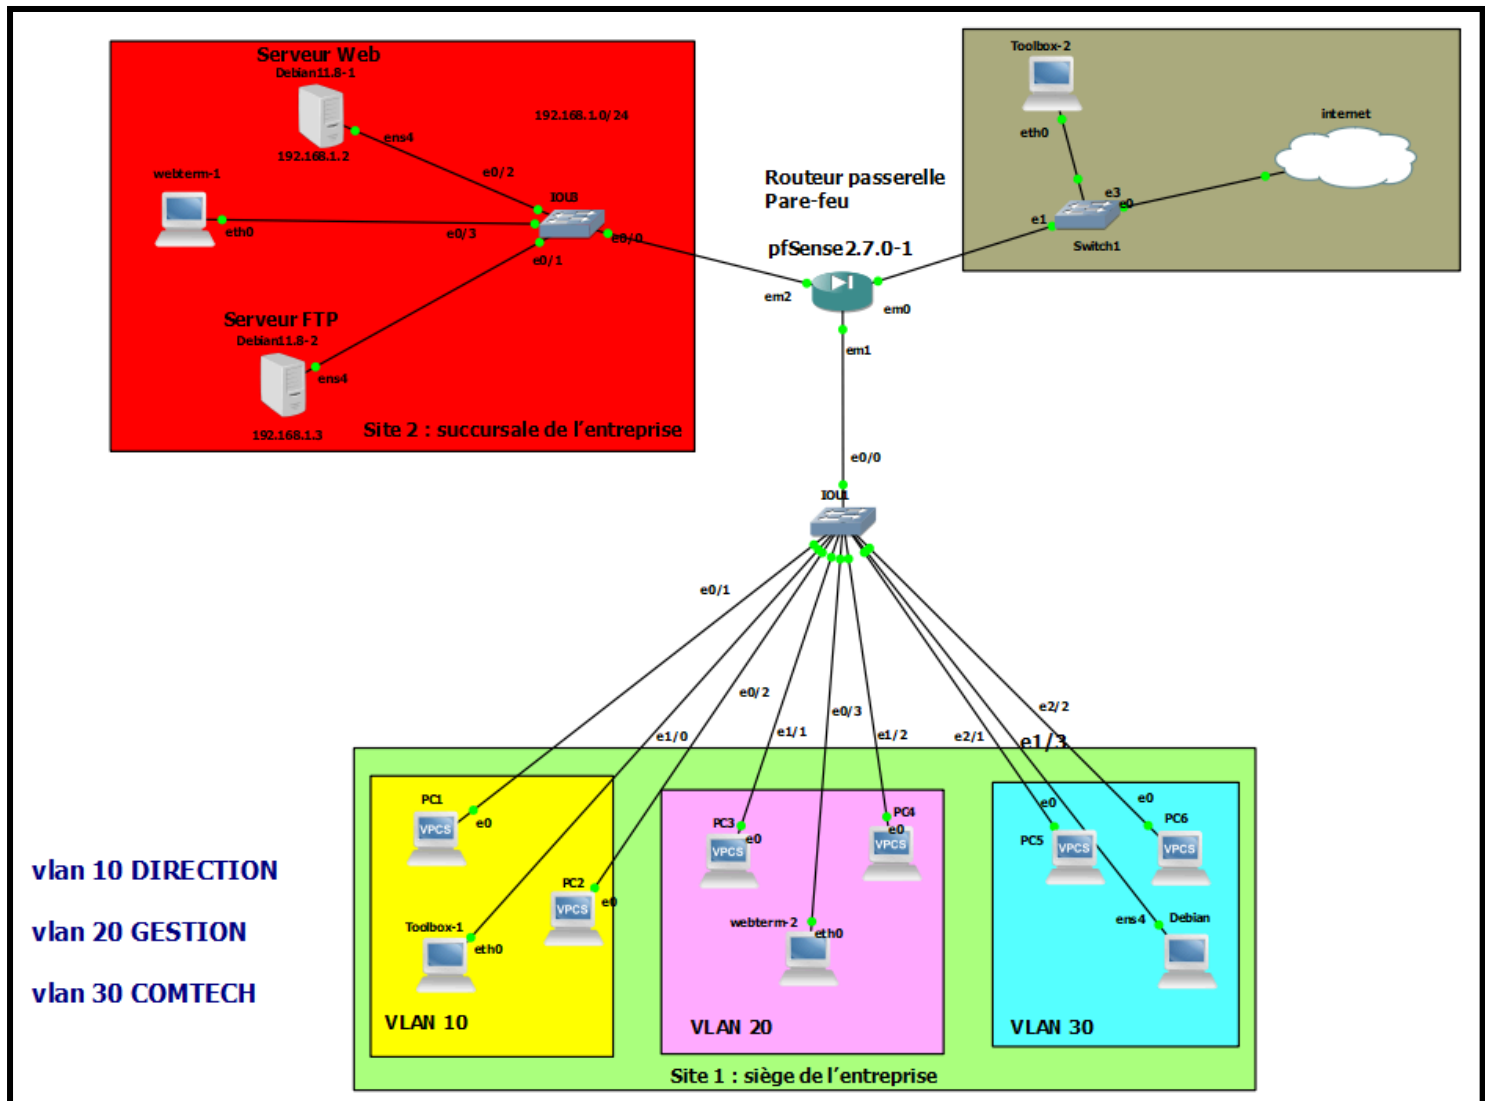 Serveur Web
Debian11.8-1
192.168.1.0/24
ens4
192.168.1.2
e0/2
webterm-1
IOU3
eth0
e0/3
e0/0
e0/1
Serveur FTP
Debian11.8-2
ens4
192.168.1.3
Site 2 : succursale de l'entreprise
Toolbox-2
internet
eth0
e3
e0
e1
Switch1
Routeur passerelle
Pare-feu
pfSense2.7.0-1
em2
em0
em1
e0/0
IOU1
e0/1
e0/2
e0/3
e2/2
e1/0
e1/1
e1/2
e2/1
e1/3
PC1
e0
VPCS
PC2
e0
VPCS
Toolbox-1
eth0
VLAN 10
PC3
e0
VPCS
PC4
e0
VPCS
webterm-2
eth0
VLAN 20
e0
PC5
VPCS
e0
PC6
VPCS
ens4
Debian
VLAN 30
Site 1 : siège de l'entreprise
vlan 10 DIRECTION
vlan 20 GESTION
vlan 30 COMTECH